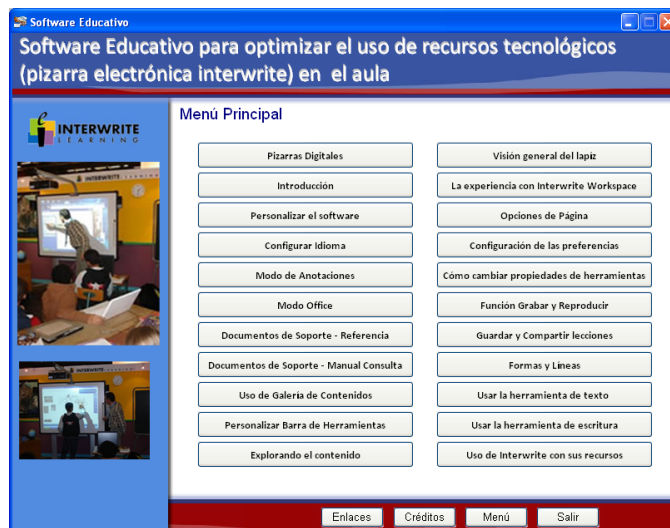 Software Educativo
Software Educativo para optimizar el uso de recursos tecnológicos
(pizarra electrónica interwrite) en el aula
INTERWRITE
LEARNING
Menú Principal
Pizarras Digitales
Introducción
Personalizar el software
Configurar Idioma
Modo de Anotaciones
Modo Office
Documentos de Soporte - Referencia
Documentos de Soporte - Manual Consulta
Uso de Galería de Contenidos
Personalizar Barra de Herramientas
Explorando el contenido
Visión general del lapiz
La experiencia con Interwrite Workspace
Opciones de Página
Configuración de las preferencias
Cómo cambiar propiedades de herramientas
Función Grabar y Reproducir
Guardar y Compartir lecciones
Formas y Líneas
Usar la herramienta de texto
Usar la herramienta de escritura
Uso de Interwrite con sus recursos
INTERWRITE
Enlaces
Créditos
Menú
Salir